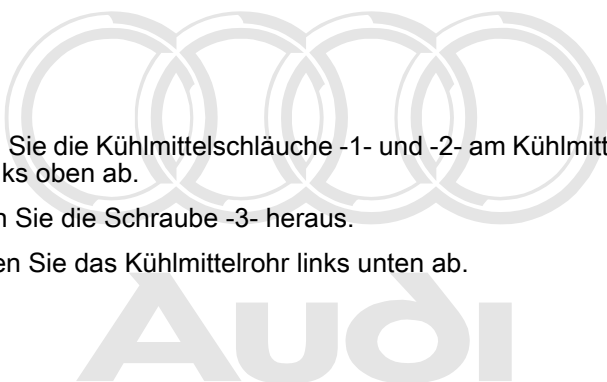 Sie die Kühlmittelschläuche -1- und -2- am Kühlmitt
ks oben ab.
n Sie die Schraube -3- heraus.
en Sie das Kühlmittelrohr links unten ab.
Audi